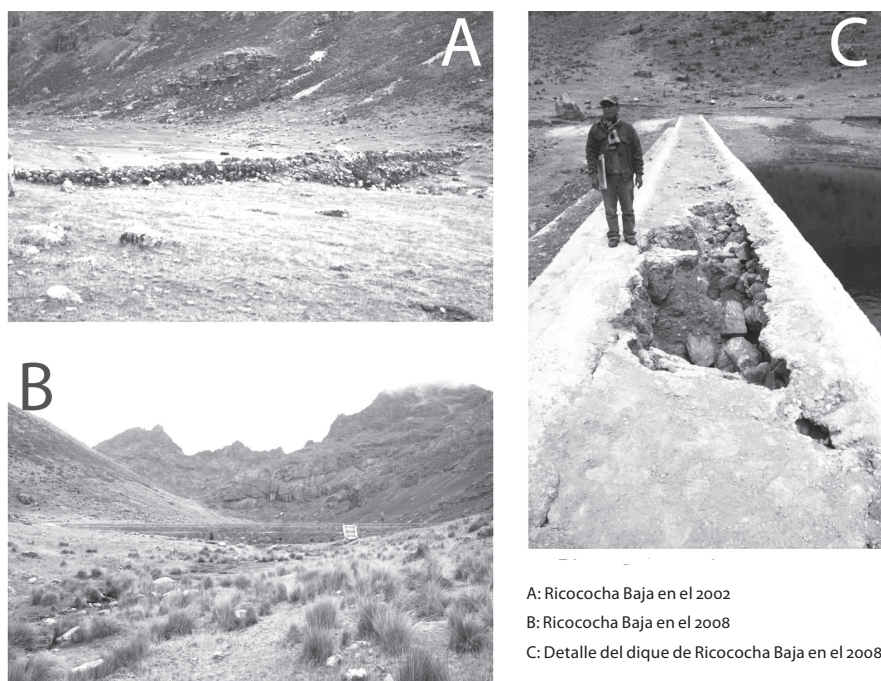 A
B
C
A: Ricococha Baja en el 2002
B: Ricococha Baja en el 2008
C: Detalle del dique de Ricococha Baja en el 2008